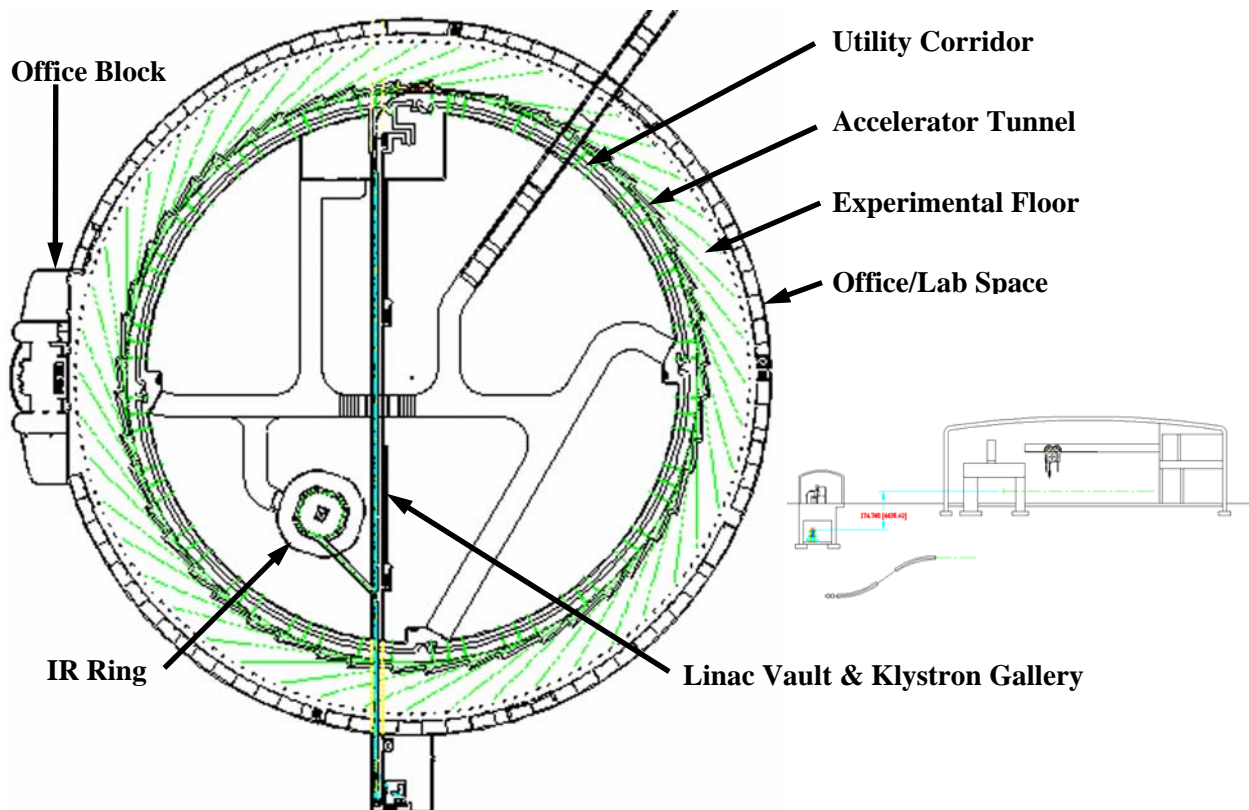 Utility Corridor
Office Block
Accelerator Tunnel
Experimental Floor
Office/Lab Space
IR Ring
Linac Vault & Klystron Gallery